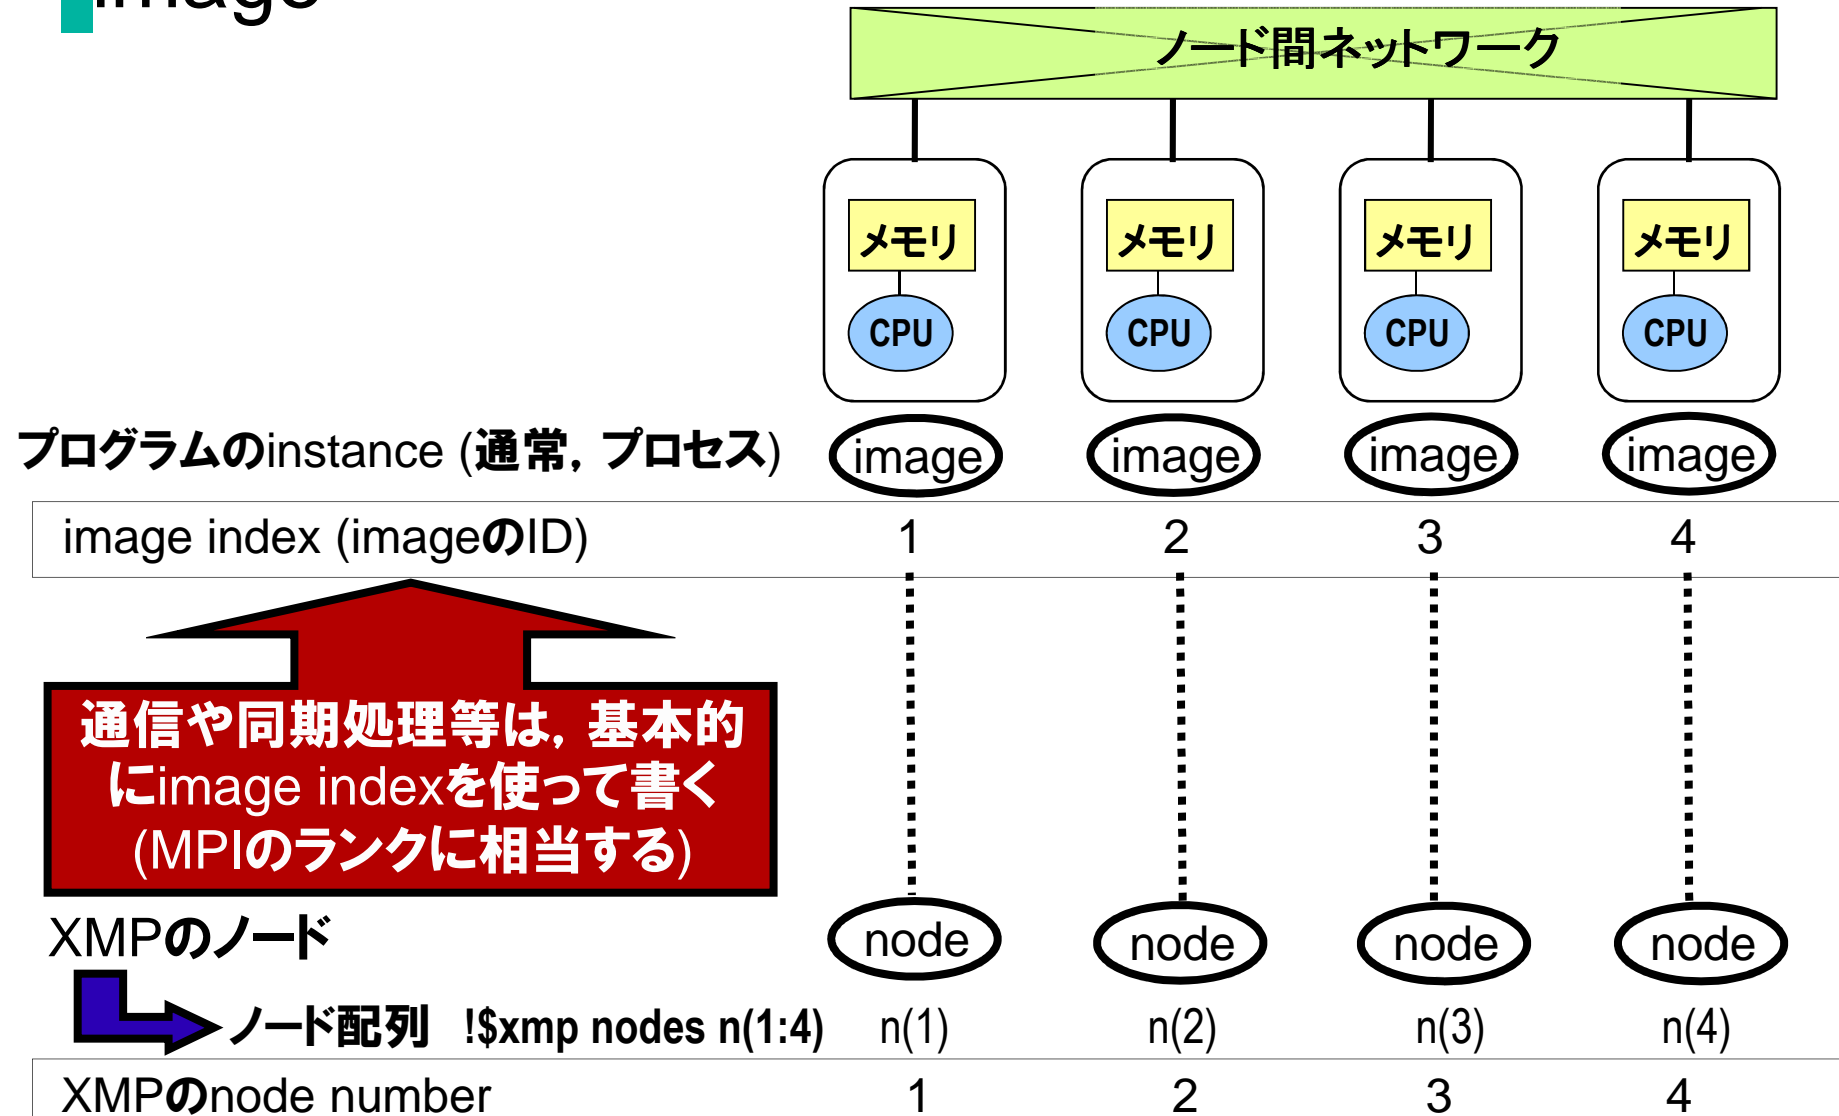 image
ノード間ネットワーク
メモリ メモリ メモリ メモリ
CPU CPU CPU CPU
プログラムのinstance (通常, プロセス) image image image image
image index (imageのID) 1 2 3 4
通信や同期処理等は, 基本的
にimage indexを使って書く
(MPIのランクに相当する)
XMPのノード node node node node
ノード配列 !$xmp nodes n(1:4) n(1) n(2) n(3) n(4)
XMPのnode number 1 2 3 4